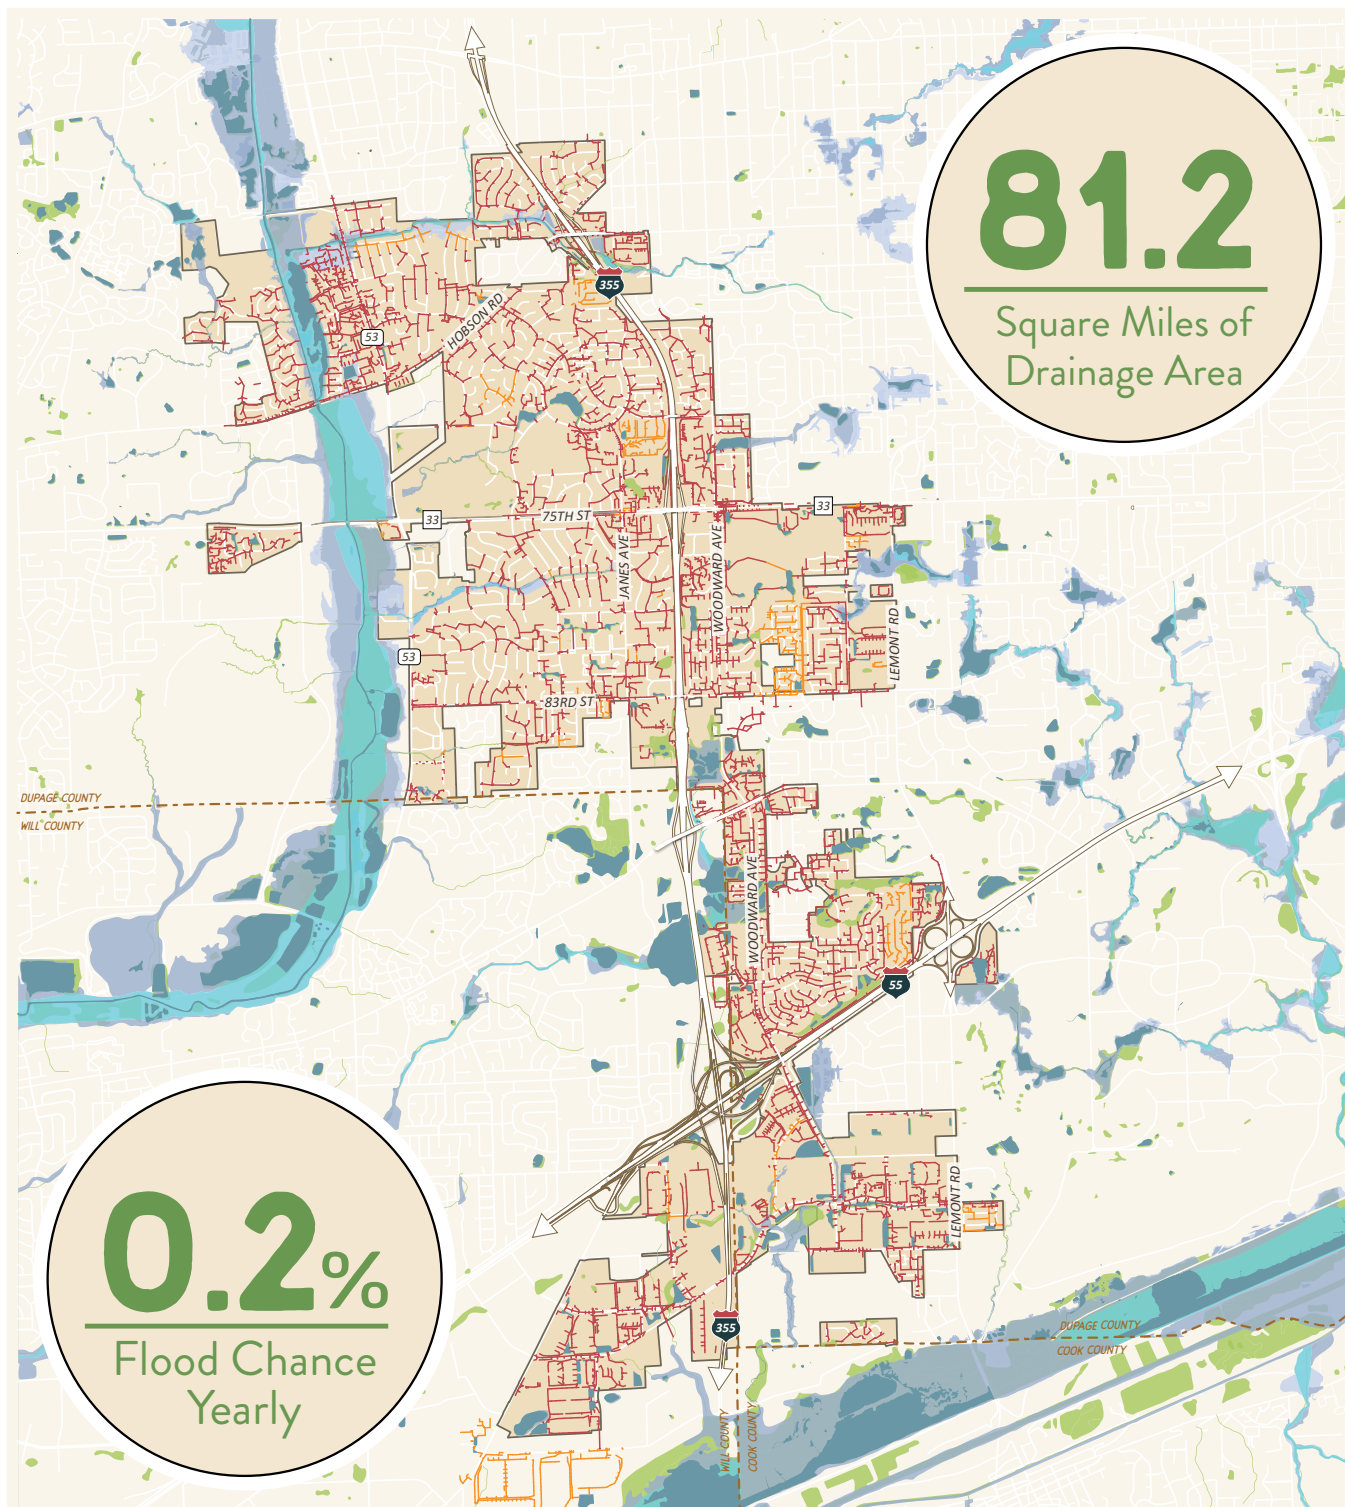 81.2
Square Miles of
Drainage Area
355
HOBSON RD
53
33
75TH ST
33
JANES AVE
WOODWARD AVE
LEMONT RD
53
83RD ST
DUPAGE COUNTY
WILL COUNTY
WOODWARD AVE
55
LEMONT RD
0.2%
Flood Chance
Yearly
355
DUPAGE COUNTY
COOK COUNTY
WILL COUNTY
COOK COUNTY